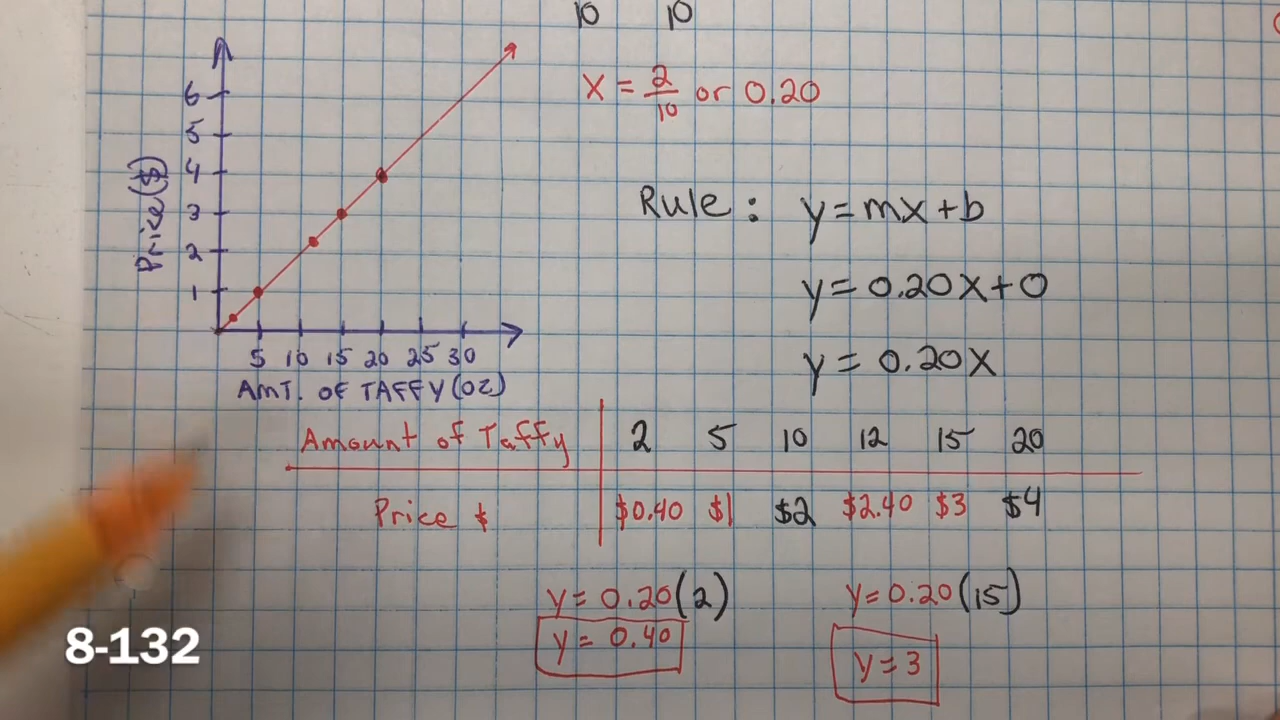 10 10
x = 2/10 or 0.20
6
5
4
3
2
1
Price($)
5 10 15 20 25 30
AMT. OF TAFFY (OZ)
Rule: y = mx + b
y = 0.20x + 0
y = 0.20x
Amount of Taffy 2 5 10 12 15 20
Price $ $0.40 $1 $2 $2.40 $3 $4
y = 0.20(2) y = 0.20(15)
y = 0.40 y = 3
8-132